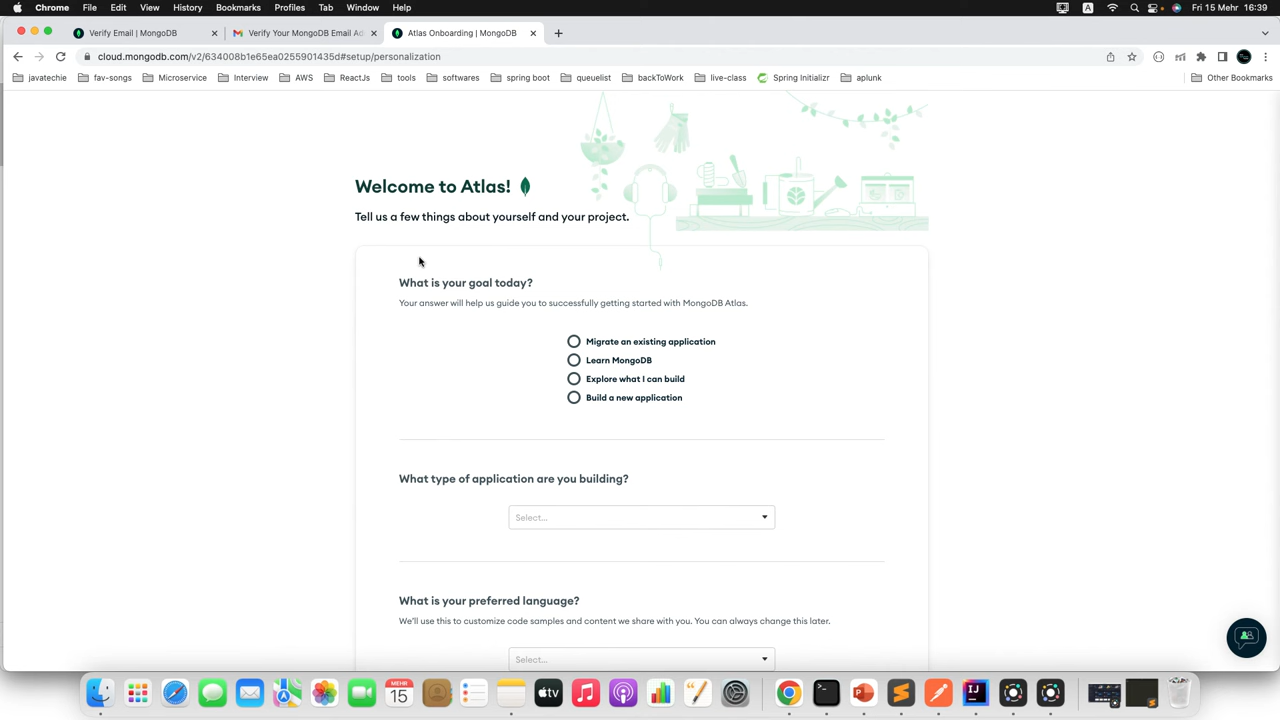 Chrome File Edit View History Bookmarks Profiles Tab Window Help A Fri 15 Mehr 16:39
Verify Email | MongoDB Verify Your MongoDB Email Ad Atlas Onboarding | MongoDB
cloud.mongodb.com/v2/634008b1e65ea0255901435d#setup/personalization
javatechie fav-songs Microservice Interview AWS ReactJs tools softwares spring boot queuelist backToWork live-class Spring Initializr aplunk Other Bookmarks
Welcome to Atlas!
Tell us a few things about yourself and your project.
What is your goal today?
Your answer will help us guide you to successfully getting started with MongoDB Atlas.
Migrate an existing application
Learn MongoDB
Explore what I can build
Build a new application
What type of application are you building?
Select...
What is your preferred language?
We'll use this to customize code samples and content we share with you. You can always change this later.
Select...
MEHR
15
tv
IJ